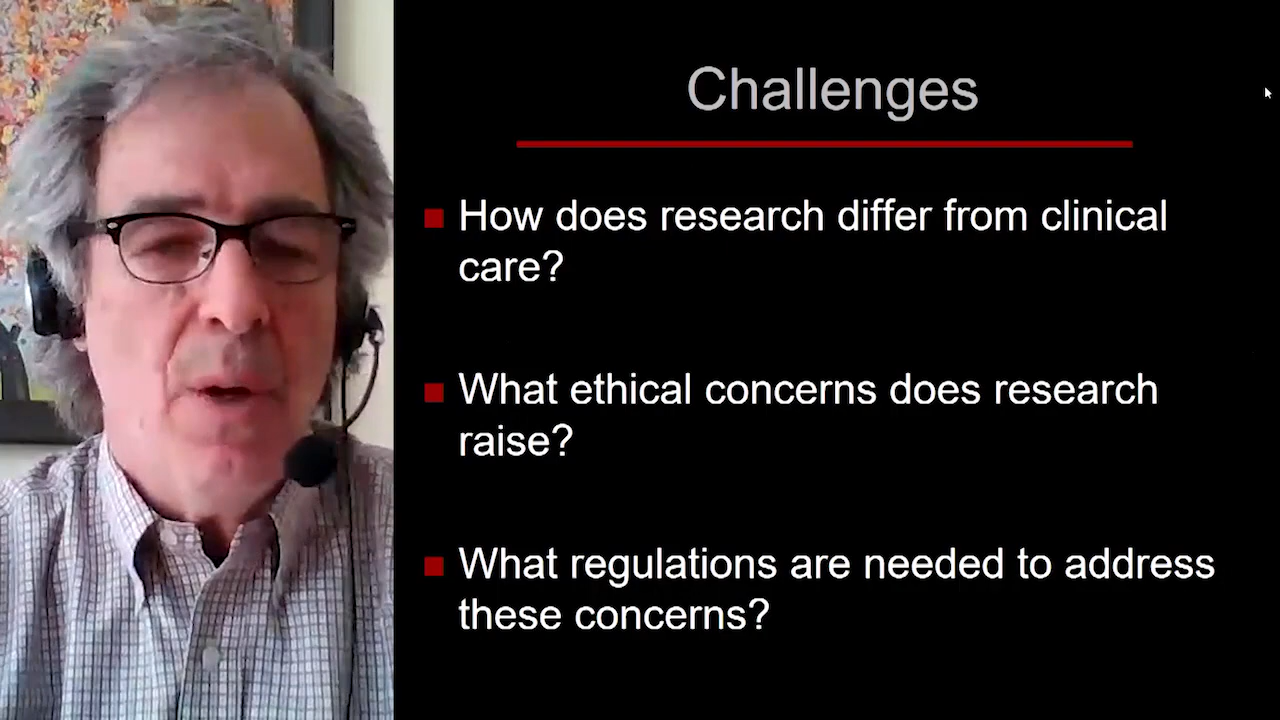 Challenges
How does research differ from clinical
care?
What ethical concerns does research
raise?
What regulations are needed to address
these concerns?